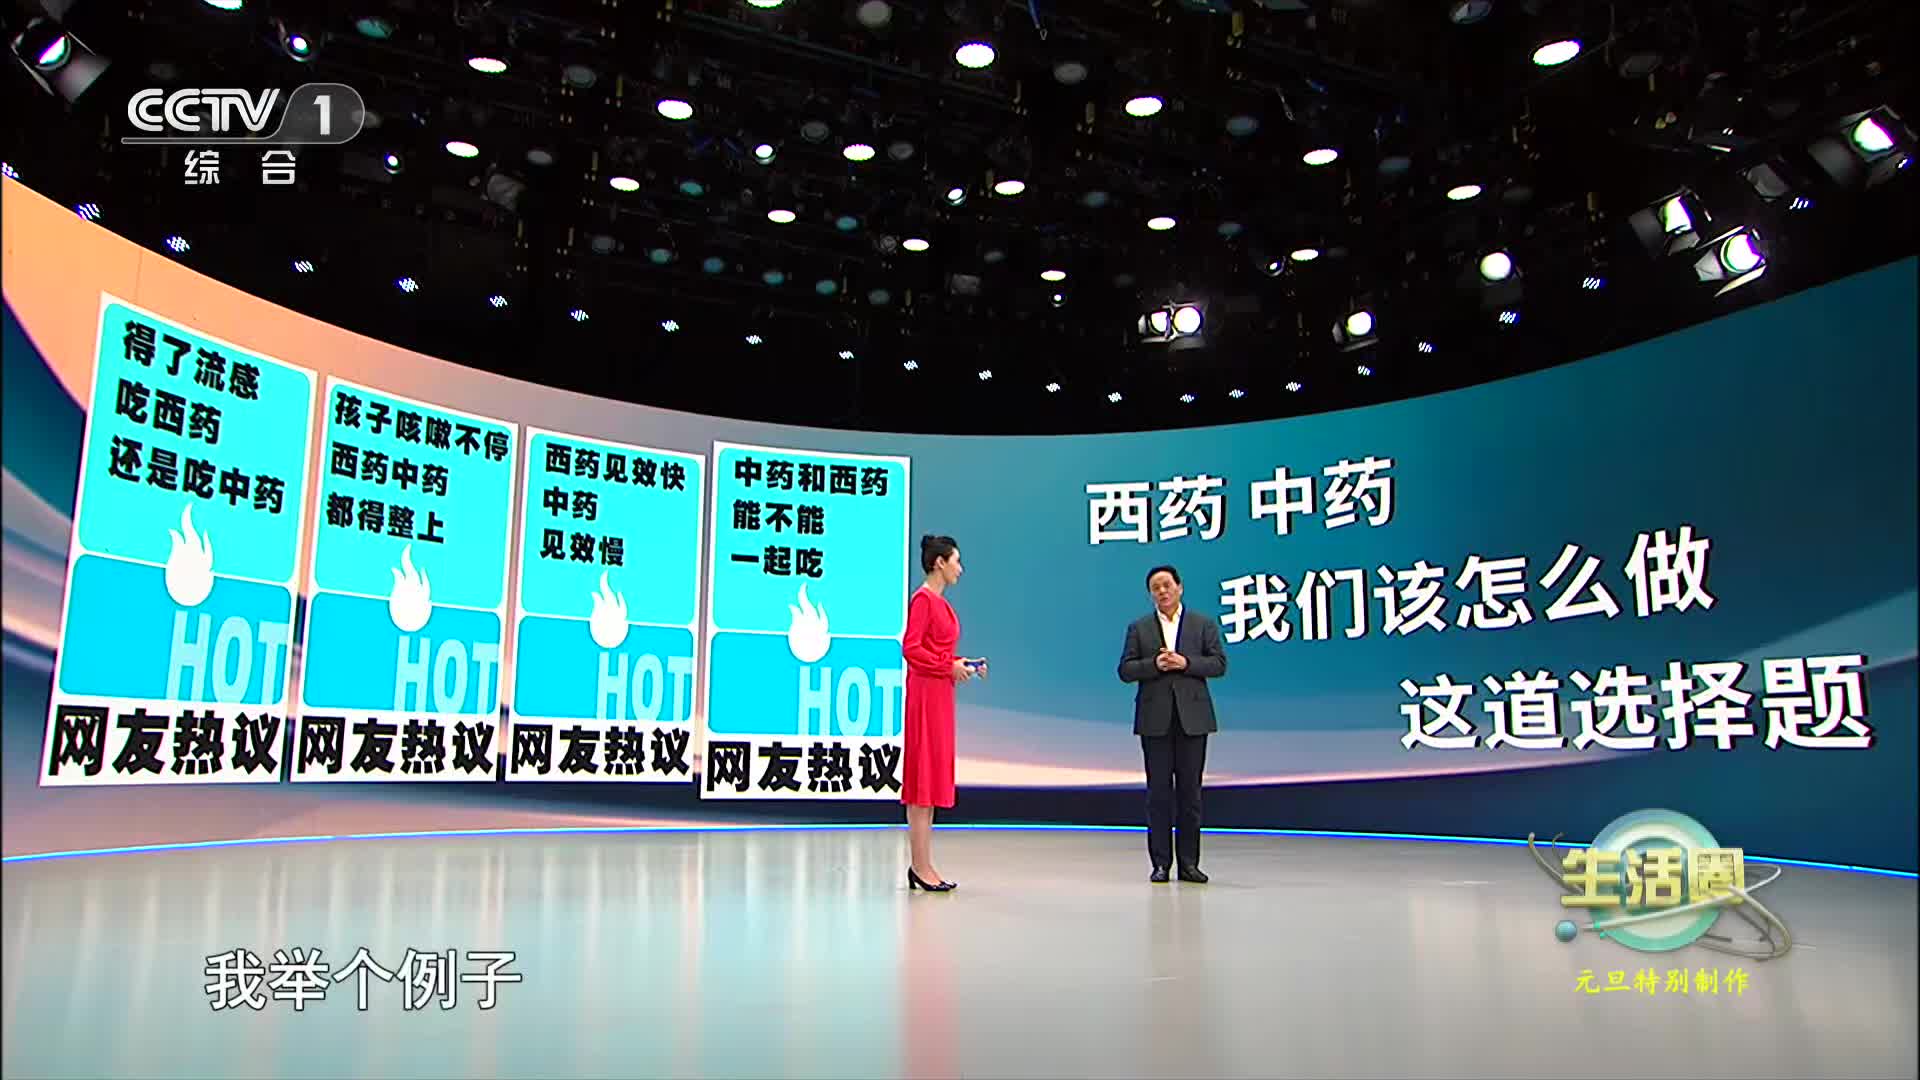 CCTV 1
综合
得了流感
吃西药
还是吃中药
HOT
网友热议
孩子咳嗽不停
西药中药
都得整上
HOT
网友热议
西药见效快
中药
见效慢
HOT
网友热议
中药和西药
能不能
一起吃
HOT
网友热议
西药 中药
我们该怎么做
这道选择题
生活圈
元旦特别制作
我举个例子